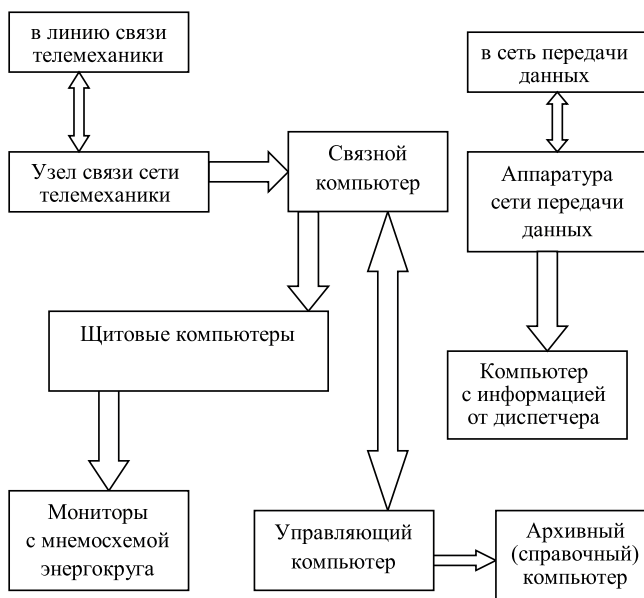 в линию связи
телемеханики
в сеть передачи
данных
Узел связи сети
телемеханики
Связной
компьютер
Аппаратура
сети передачи
данных
Щитовые компьютеры
Компьютер
с информацией
от диспетчера
Мониторы
с мнемосхемой
энергокруга
Управляющий
компьютер
Архивный
(справочный)
компьютер